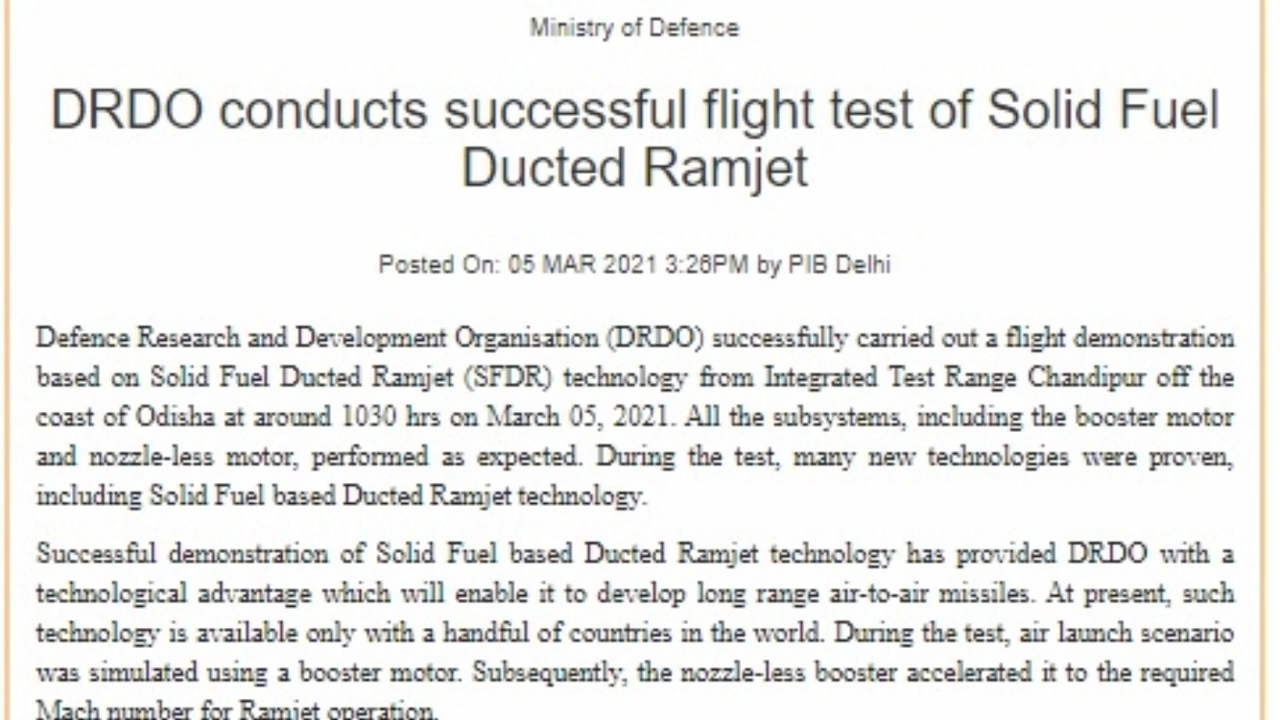 Ministry of Defence
DRDO conducts successful flight test of Solid Fuel
Ducted Ramjet
Posted On: 05 MAR 2021 3:26PM by PIB Delhi
Defence Research and Development Organisation (DRDO) successfully carried out a flight demonstration
based on Solid Fuel Ducted Ramjet (SFDR) technology from Integrated Test Range Chandipur off the
coast of Odisha at around 1030 hrs on March 05, 2021. All the subsystems, including the booster motor
and nozzle-less motor, performed as expected. During the test, many new technologies were proven,
including Solid Fuel based Ducted Ramjet technology.
Successful demonstration of Solid Fuel based Ducted Ramjet technology has provided DRDO with a
technological advantage which will enable it to develop long range air-to-air missiles. At present, such
technology is available only with a handful of countries in the world. During the test, air launch scenario
was simulated using a booster motor. Subsequently, the nozzle-less booster accelerated it to the required
Mach number for Ramjet operation.